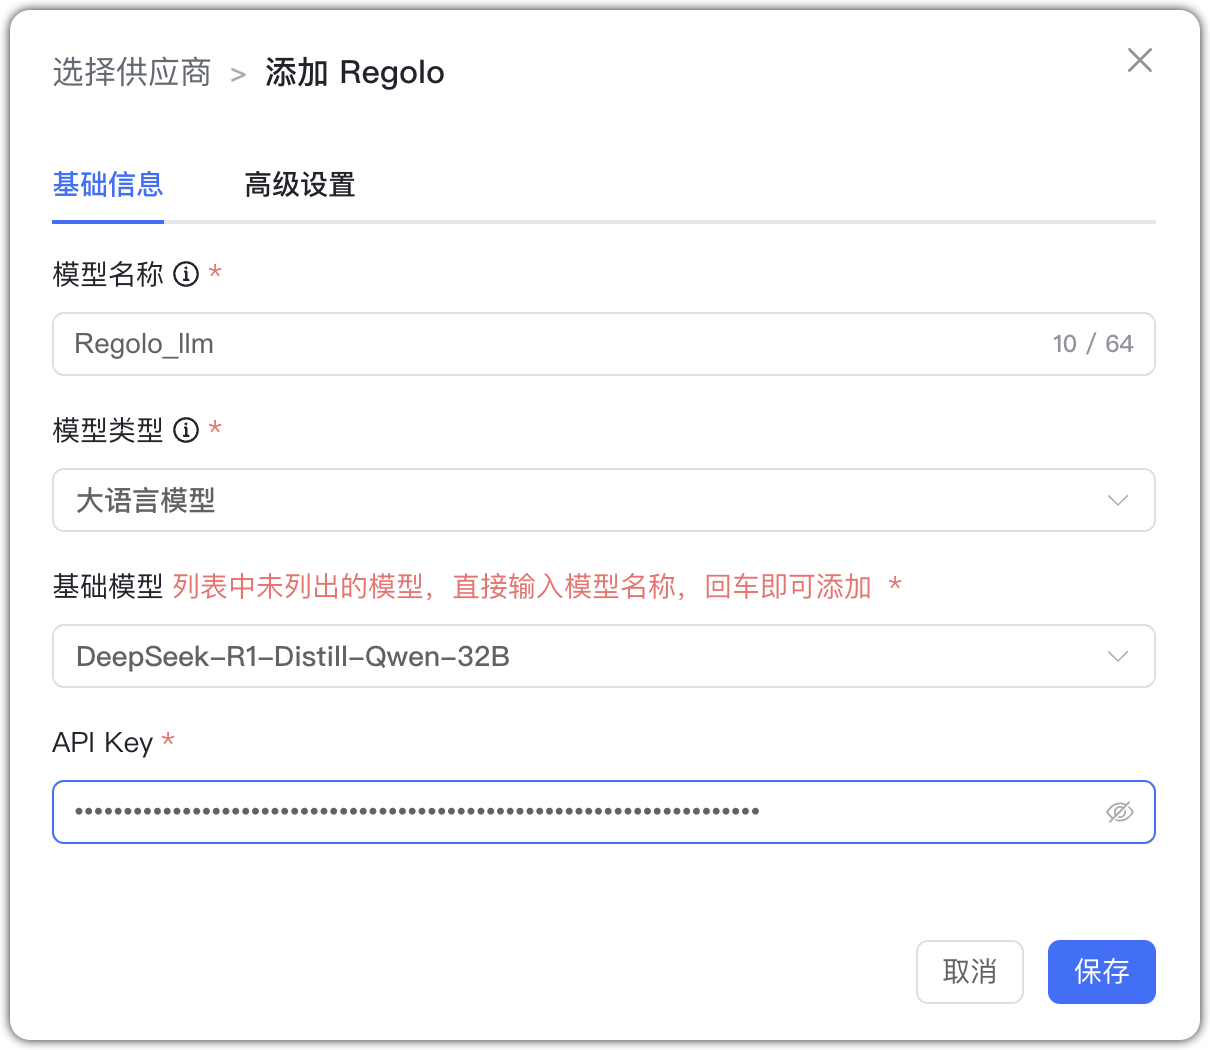 选择供应商 > 添加 Regolo
基础信息 高级设置
模型名称 *
Regolo_llm 10 / 64
模型类型 *
大语言模型
基础模型 列表中未列出的模型，直接输入模型名称，回车即可添加 *
DeepSeek-R1-Distill-Qwen-32B
API Key *
取消 保存